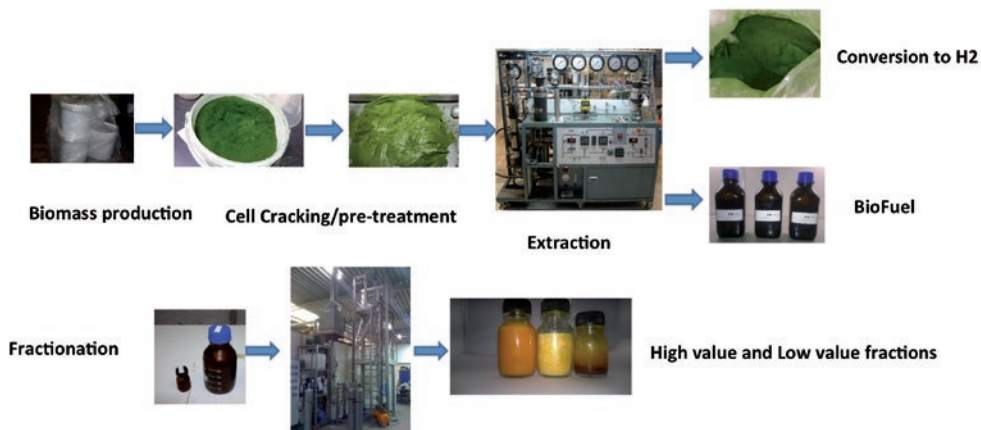 Conversion to H2
Biomass production
Cell Cracking/pre-treatment
BioFuel
Extraction
Fractionation
High value and Low value fractions